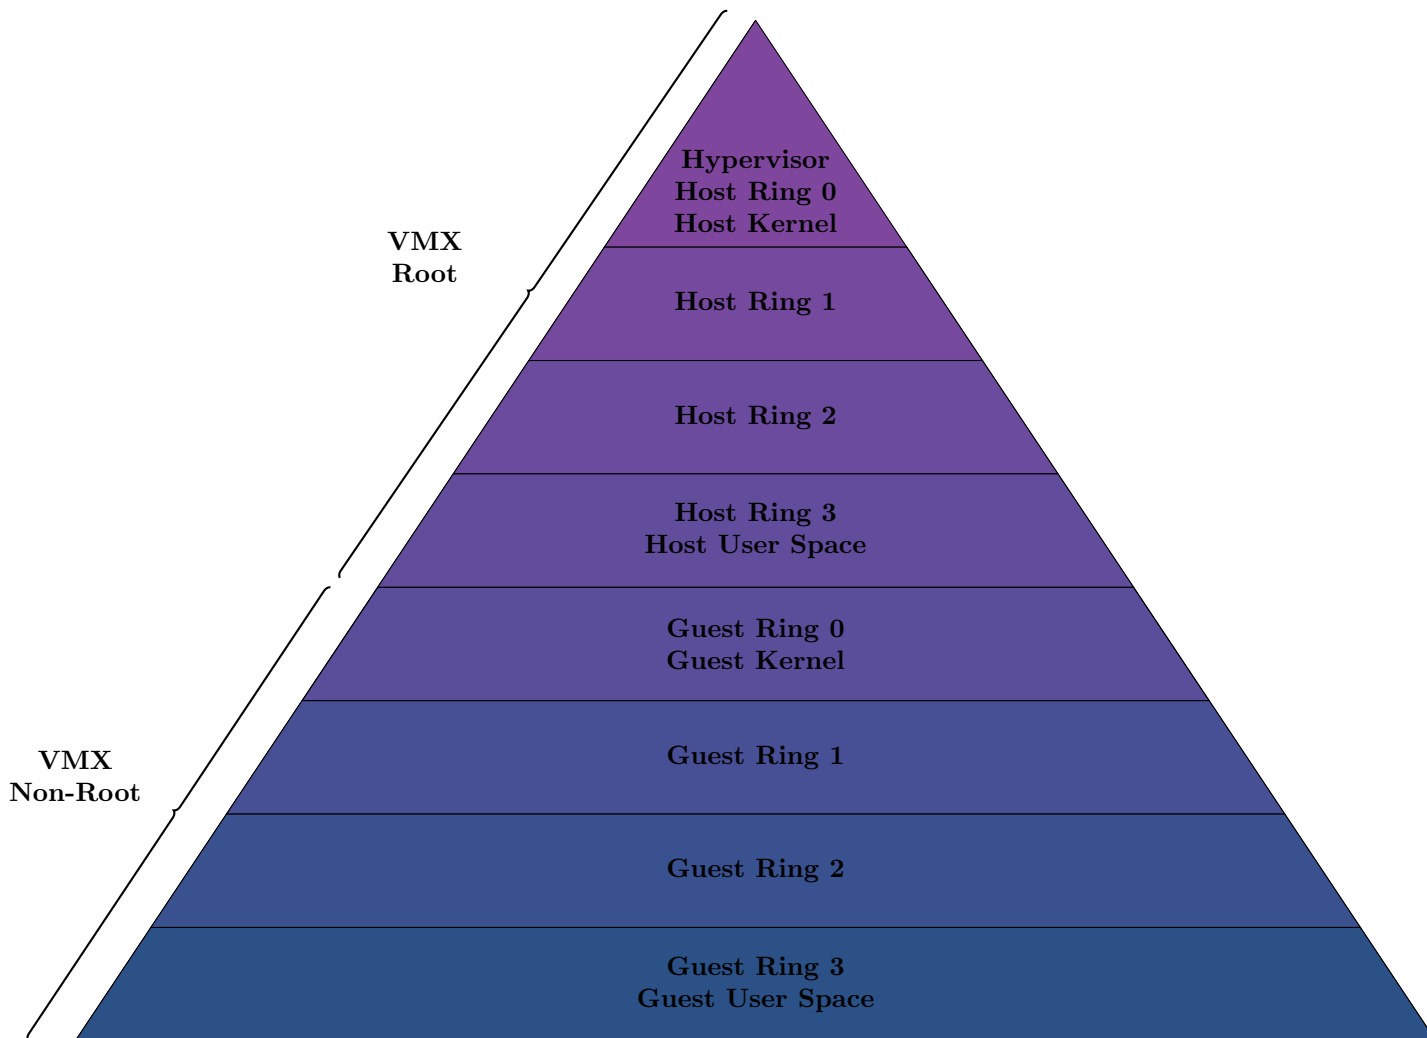 Hypervisor
Host Ring 0
Host Kernel
VMX
Root
Host Ring 1
Host Ring 2
Host Ring 3
Host User Space
Guest Ring 0
Guest Kernel
VMX
Non-Root
Guest Ring 1
Guest Ring 2
Guest Ring 3
Guest User Space